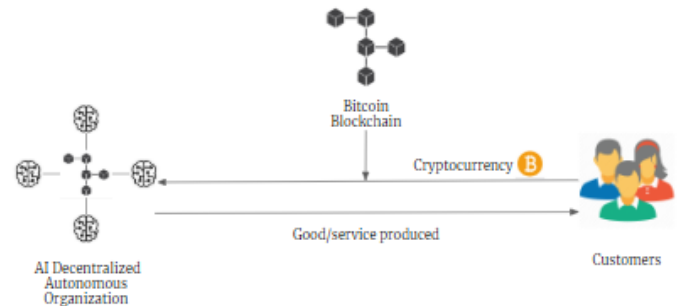 Bitcoin
Blockchain
Cryptocurrency
B
Good/service produced
AI Decentralized
Autonomous
Organization
Customers